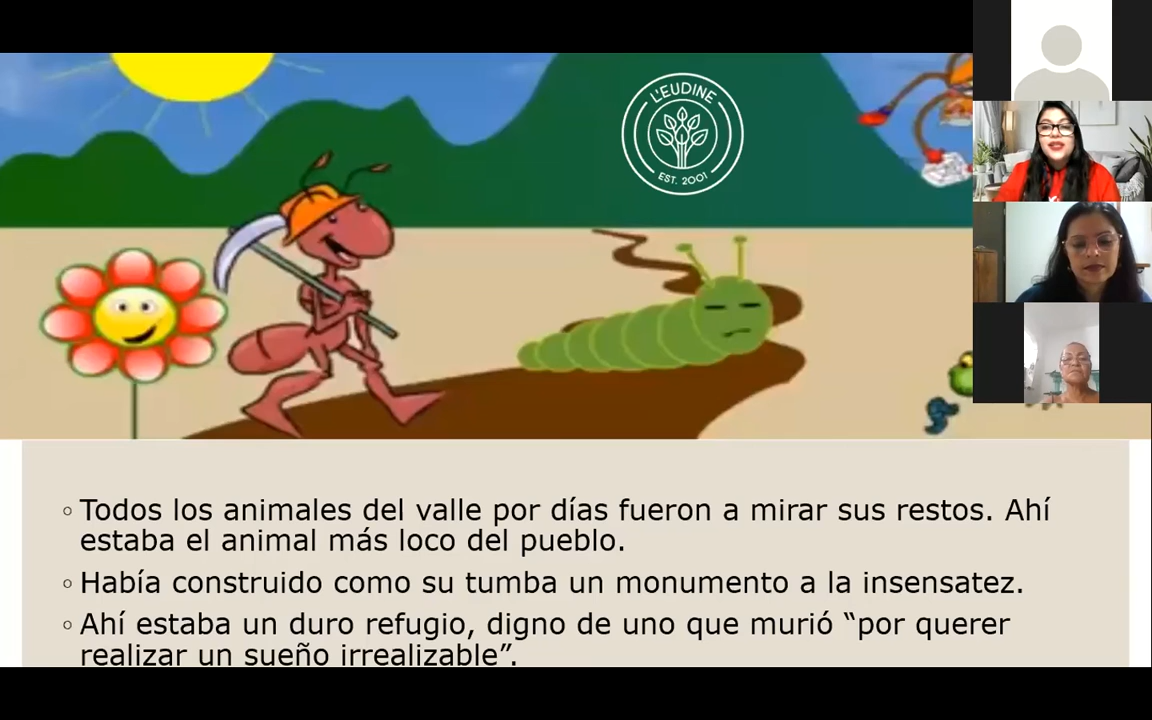 L'EUDINE
EST. 2001
◦ Todos los animales del valle por días fueron a mirar sus restos. Ahí
estaba el animal más loco del pueblo.
◦ Había construido como su tumba un monumento a la insensatez.
◦ Ahí estaba un duro refugio, digno de uno que murió “por querer
realizar un sueño irrealizable”.